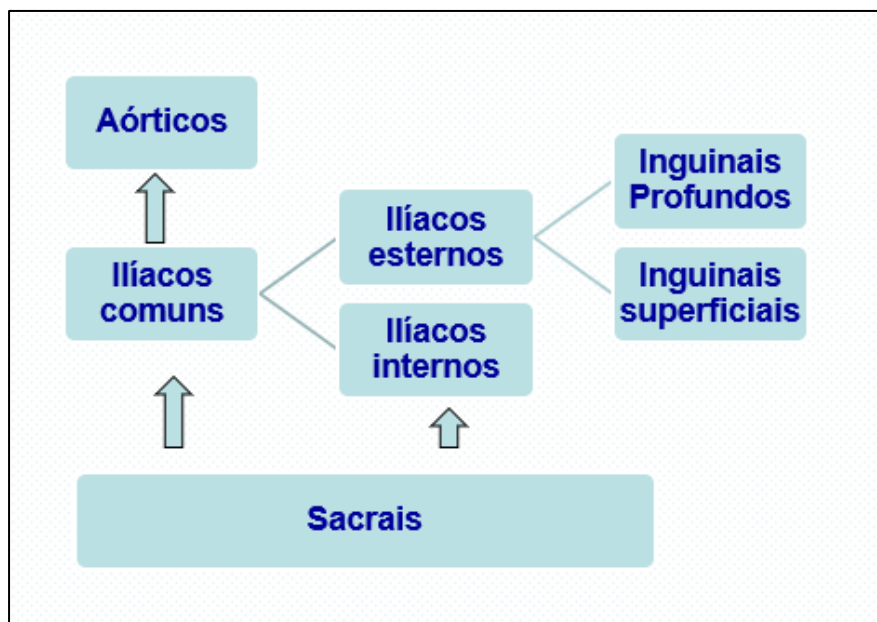 Aórticos
Ilíacos
comuns
Ilíacos
esternos
Ilíacos
internos
Inguinais
Profundos
Inguinais
superficiais
Sacrais